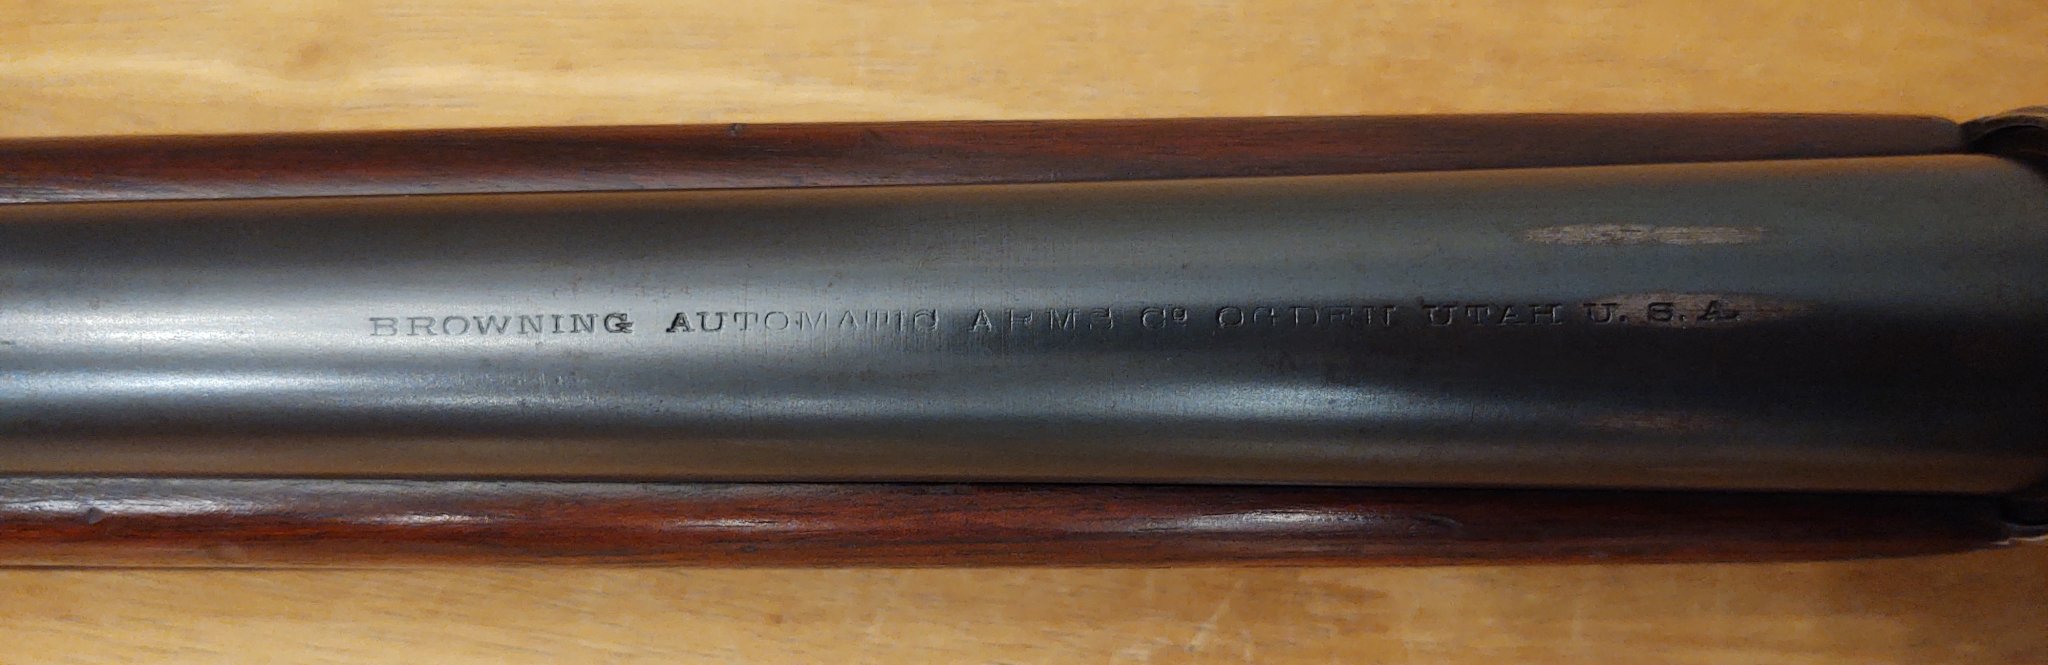 BROWNING AUTOMATIC ARMS Cº OGDEN UTAH U.S.A.